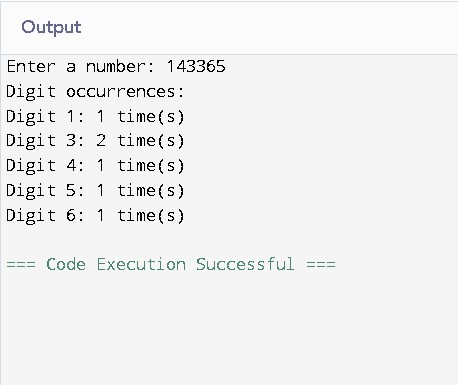 Output
Enter a number: 143365
Digit occurrences:
Digit 1: 1 time(s)
Digit 3: 2 time(s)
Digit 4: 1 time(s)
Digit 5: 1 time(s)
Digit 6: 1 time(s)
=== Code Execution Successful ===